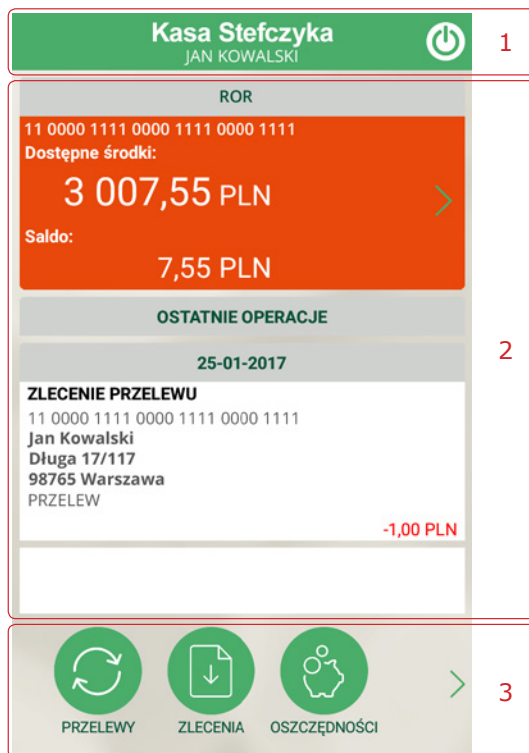 Kasa Stefczyka
JAN KOWALSKI
1
ROR
11 0000 1111 0000 1111 0000 1111
Dostępne środki:
3 007,55 PLN
Saldo:
7,55 PLN
OSTATNIE OPERACJE
2
25-01-2017
ZLECENIE PRZELEWU
11 0000 1111 0000 1111 0000 1111
Jan Kowalski
Długa 17/117
98765 Warszawa
PRZELEW
-1,00 PLN
3
PRZELEWY ZLECENIA OSZCZĘDNOŚCI